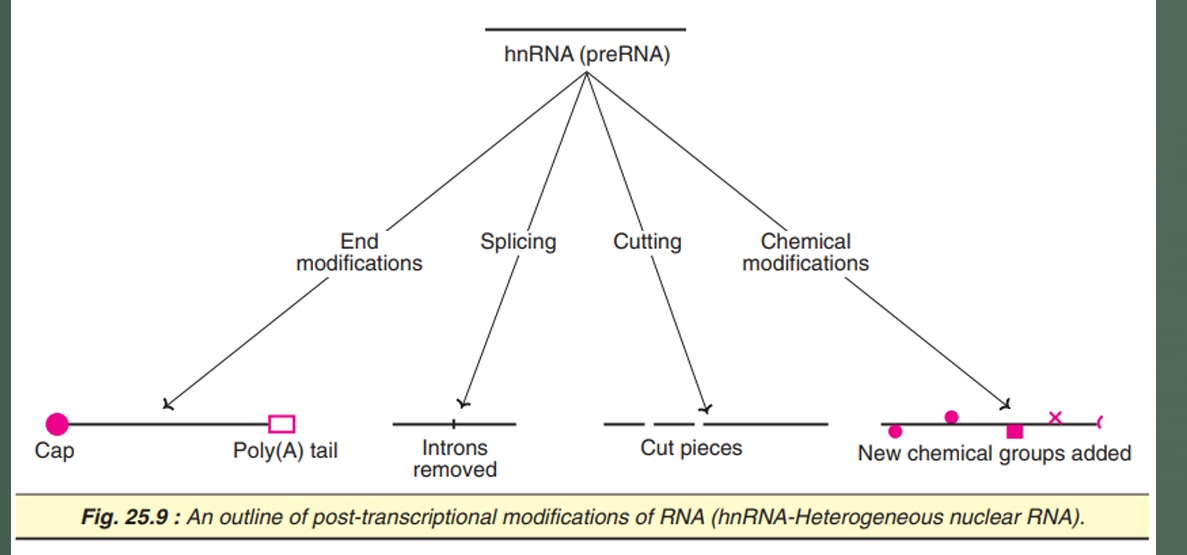 hnRNA (preRNA)
End
modifications
Splicing
Cutting
Chemical
modifications
Cap
Poly(A) tail
Introns
removed
Cut pieces
New chemical groups added
Fig. 25.9 : An outline of post-transcriptional modifications of RNA (hnRNA-Heterogeneous nuclear RNA).